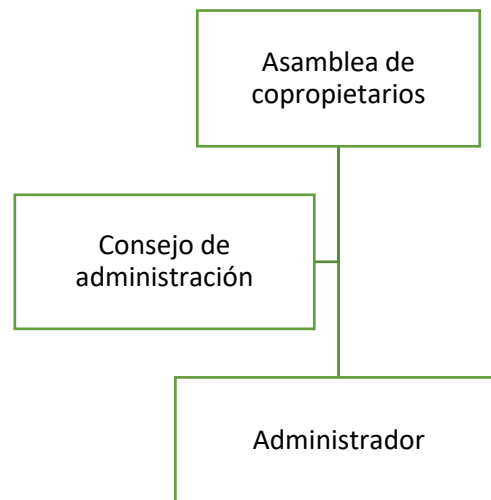 Asamblea de
copropietarios
Consejo de
administración
Administrador